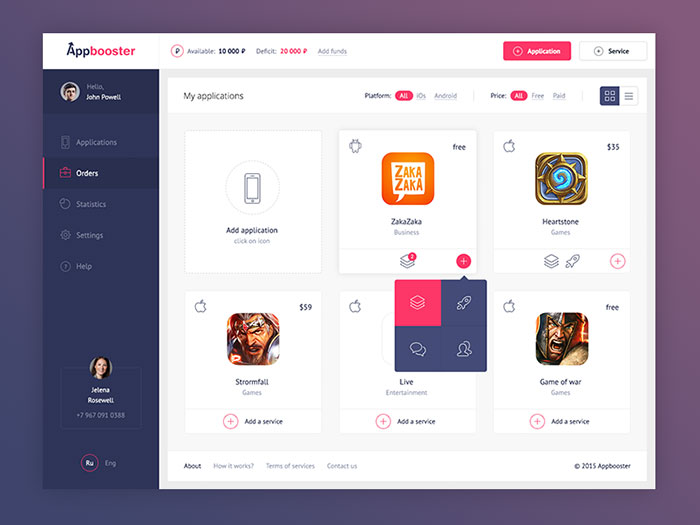 Appbooster
₽ Available: 10 000 ₽ Deficit: 20 000 ₽ Add funds
Application
Service
Hello,
John Powell
Applications
Orders
Statistics
Settings
? Help
Jelena
Rosewell
+7 967 091 0388
Ru Eng
My applications
Platform: All iOs Android
Price: All Free Paid
Add application
click on icon
free
ZAKA
ZAKA
ZakaZaka
Business
2
$35
Heartstone
Games
$59
Strormfall
Games
Add a service
Live
Entertainment
Add a service
free
Game of war
Games
Add a service
About How it works? Terms of services Contact us
© 2015 Appbooster